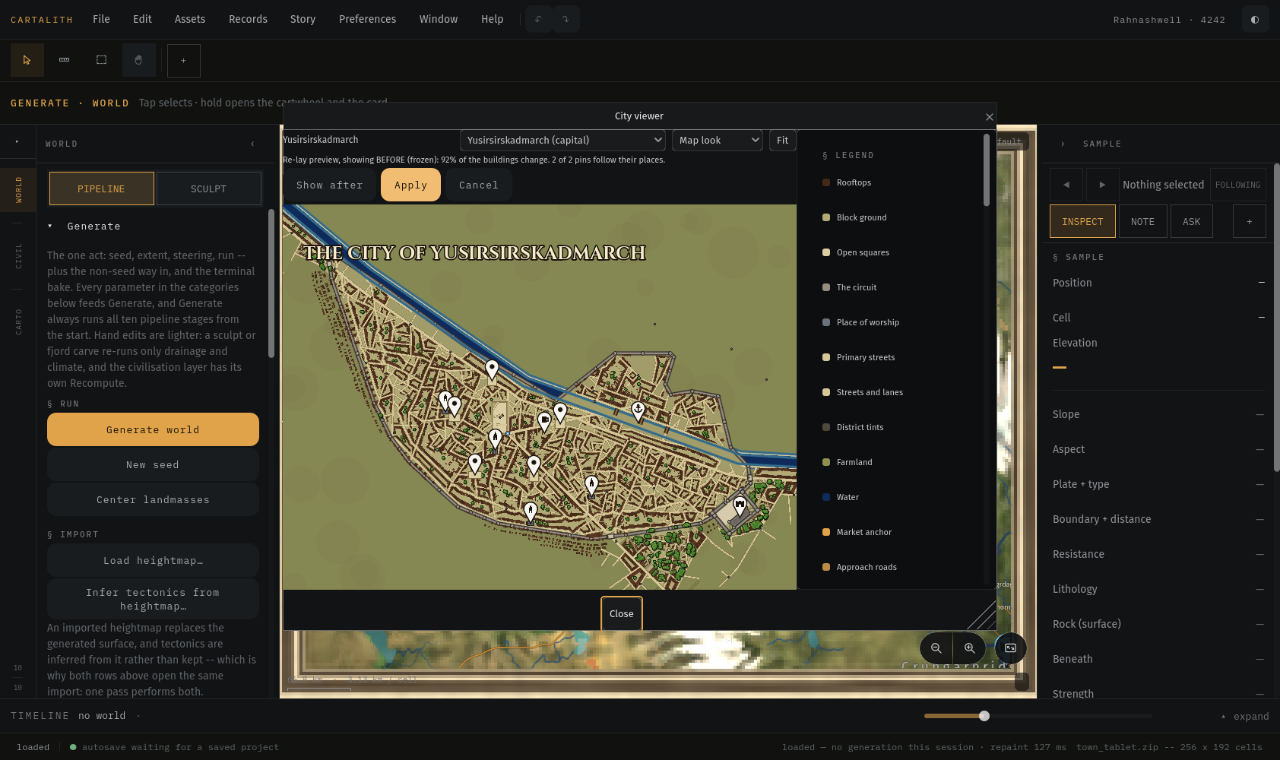 CARTALITH File Edit Assets Records Story Preferences Window Help Rahnashwell · 4242
GENERATE · WORLD Tap selects · hold opens the cartwheel and the card
WORLD
CIVIL
CARTO
10
10
WORLD
PIPELINE SCULPT
Generate
The one act: seed, extent, steering, run --
plus the non-seed way in, and the terminal
bake. Every parameter in the categories
below feeds Generate, and Generate
always runs all ten pipeline stages from
the start. Hand edits are lighter: a sculpt or
fjord carve re-runs only drainage and
climate, and the civilisation layer has its
own Recompute.
§ RUN
Generate world
New seed
Center landmasses
§ IMPORT
Load heightmap…
Infer tectonics from
heightmap…
An imported heightmap replaces the
generated surface, and tectonics are
inferred from it rather than kept -- which is
why both rows above open the same
import: one pass performs both.
City viewer
Yusirsirskadmarch Yusirsirskadmarch (capital) Map look Fit
Re-lay preview, showing BEFORE (frozen): 92% of the buildings change. 2 of 2 pins follow their places.
Show after Apply Cancel
THE CITY OF YUSIRSIRSKADMARCH
§ LEGEND
Rooftops
Block ground
Open squares
The circuit
Place of worship
Primary streets
Streets and lanes
District tints
Farmland
Water
Market anchor
Approach roads
Close
SAMPLE
Nothing selected FOLLOWING
INSPECT NOTE ASK +
§ SAMPLE
Position —
Cell —
Elevation
Slope —
Aspect —
Plate + type —
Boundary + distance —
Resistance —
Lithology —
Rock (surface) —
Beneath —
Strength —
TIMELINE no world · expand
loaded autosave waiting for a saved project loaded — no generation this session · repaint 127 ms town_tablet.zip -- 256 x 192 cells